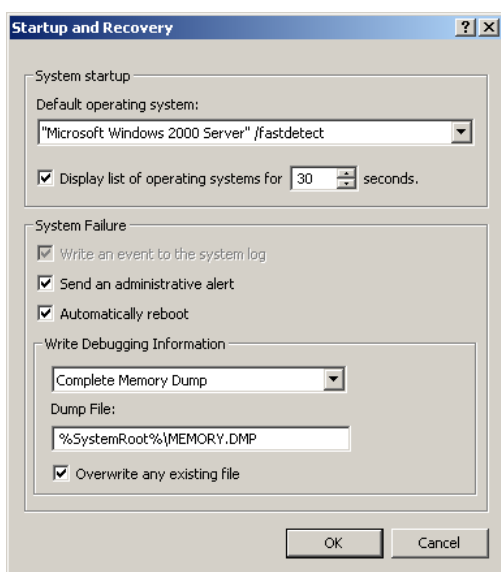 Startup and Recovery
System startup
Default operating system:
"Microsoft Windows 2000 Server" /fastdetect
Display list of operating systems for 30 seconds.
System Failure
Write an event to the system log
Send an administrative alert
Automatically reboot
Write Debugging Information
Complete Memory Dump
Dump File:
%SystemRoot%\MEMORY.DMP
Overwrite any existing file
OK Cancel